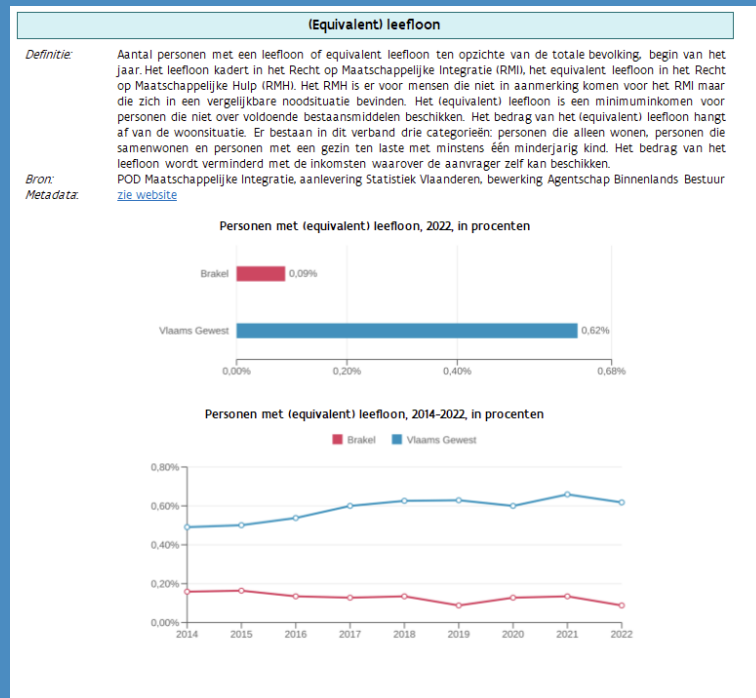 (Equivalent) leefloon
Definitie: Aantal personen met een leefloon of equivalent leefloon ten opzichte van de totale bevolking, begin van het
jaar. Het leefloon kadert in het Recht op Maatschappelijke Integratie (RMI), het equivalent leefloon in het Recht
op Maatschappelijke Hulp (RMH). Het RMH is er voor mensen die niet in aanmerking komen voor het RMI maar
die zich in een vergelijkbare noodsituatie bevinden. Het (equivalent) leefloon is een minimuminkomen voor
personen die niet over voldoende bestaansmiddelen beschikken. Het bedrag van het (equivalent) leefloon hangt
af van de woonsituatie. Er bestaan in dit verband drie categorieën: personen die alleen wonen, personen die
samenwonen en personen met een gezin ten laste met minstens één minderjarig kind. Het bedrag van het
leefloon wordt verminderd met de inkomsten waarover de aanvrager zelf kan beschikken.
Bron: POD Maatschappelijke Integratie, aanlevering Statistiek Vlaanderen, bewerking Agentschap Binnenlands Bestuur
Metadata: zie website
Personen met (equivalent) leefloon, 2022, in procenten
Brakel 0,09%
Vlaams Gewest 0,62%
0,00% 0,20% 0,40% 0,68%
Personen met (equivalent) leefloon, 2014-2022, in procenten
Brakel Vlaams Gewest
0,80%
0,60%
0,40%
0,20%
0,00%
2014 2015 2016 2017 2018 2019 2020 2021 2022